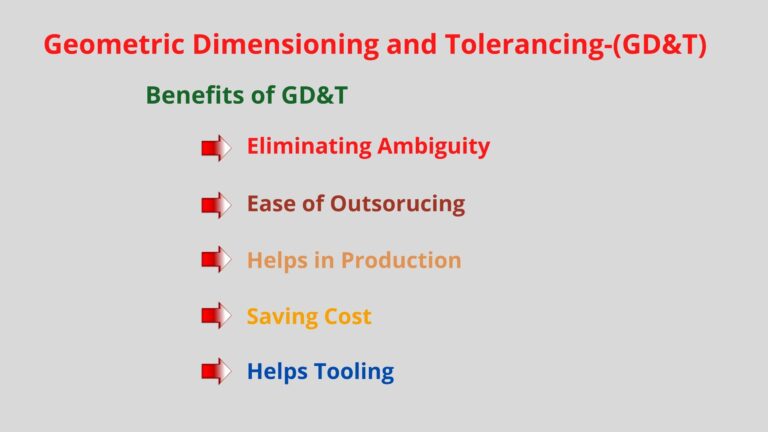 Geometric Dimensioning and Tolerancing-(GD&T)
Benefits of GD&T
Eliminating Ambiguity
Ease of Outsorucing
Helps in Production
Saving Cost
Helps Tooling